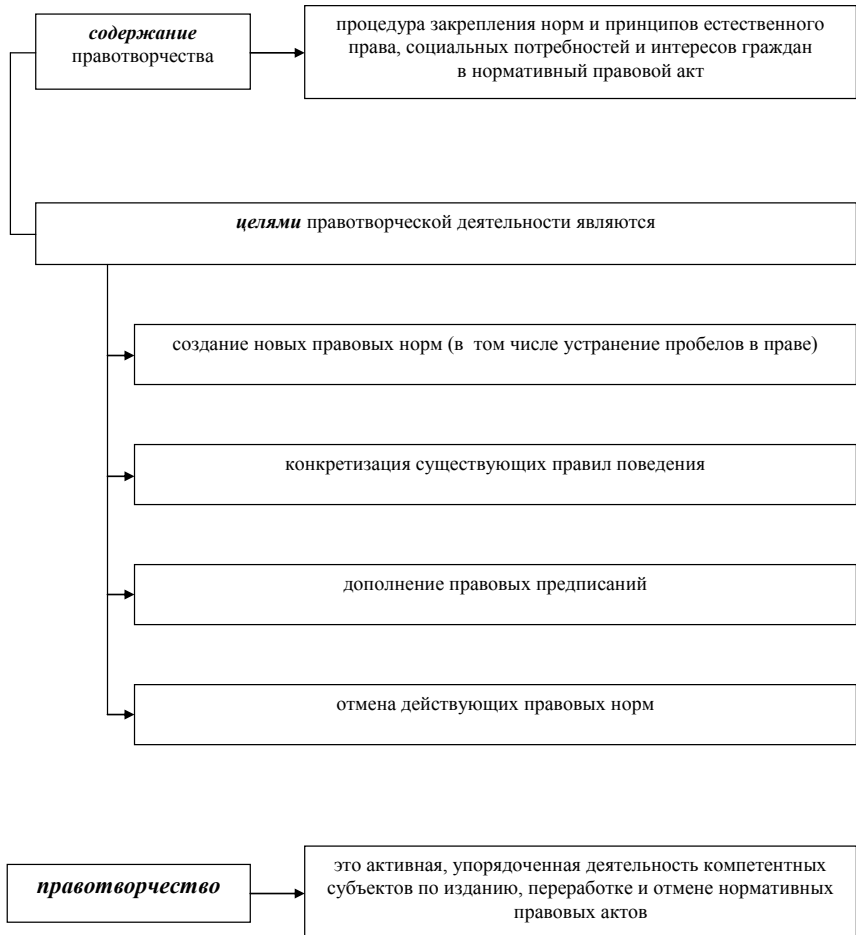 содержание
правотворчества
процедура закрепления норм и принципов естественного
права, социальных потребностей и интересов граждан
в нормативный правовой акт
целями правотворческой деятельности являются
создание новых правовых норм (в  том числе устранение пробелов в праве)
конкретизация существующих правил поведения
дополнение правовых предписаний
отмена действующих правовых норм
правотворчество
это активная, упорядоченная деятельность компетентных
субъектов по изданию, переработке и отмене нормативных
правовых актов